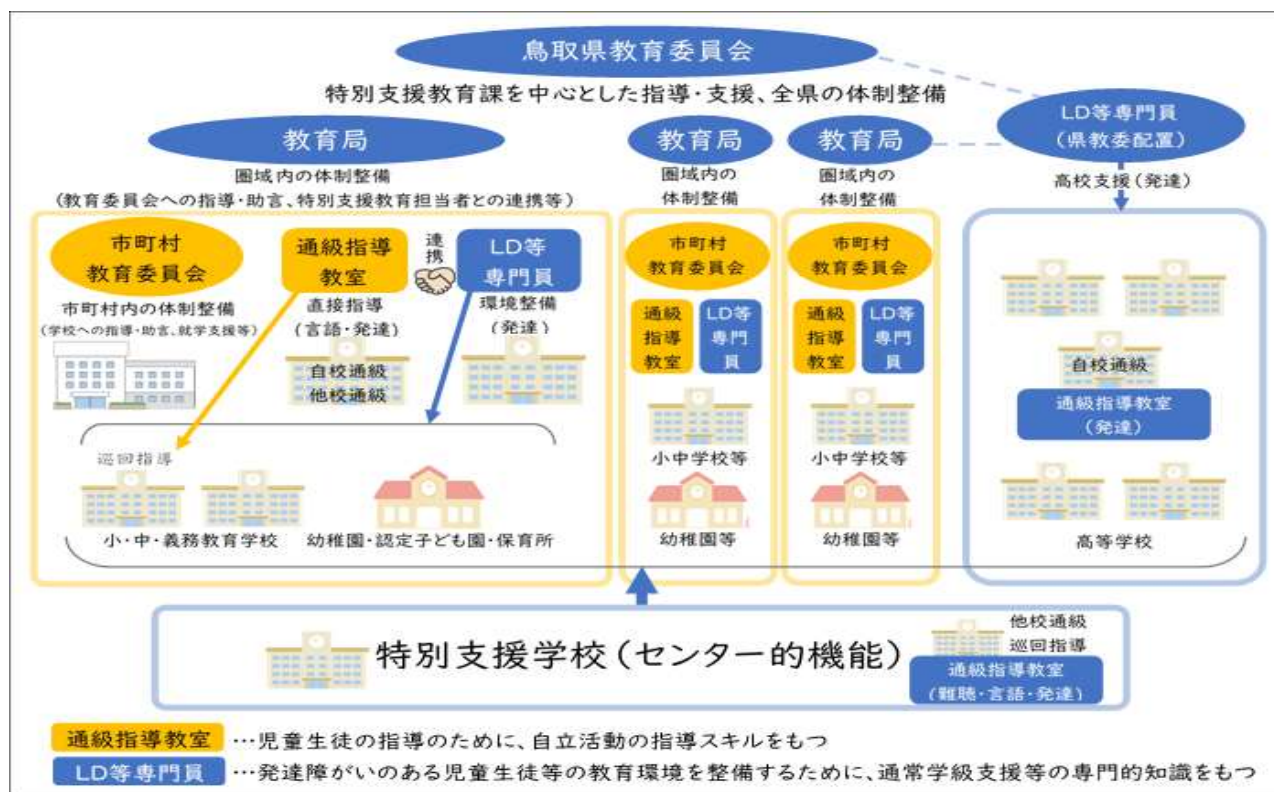 鳥取県教育委員会
特別支援教育課を中心とした指導・支援、全県の体制整備
LD等専門員
(県教委配置)
高校支援(発達)
教育局
圏域内の体制整備
(教育委員会への指導・助言、特別支援教育担当者との連携等)
教育局
圏域内の
体制整備
教育局
圏域内の
体制整備
市町村
教育委員会
市町村内の体制整備
(学校への指導・助言、就学支援等)
通級指導
教室
直接指導
(言語・発達)
自校通級
他校通級
連携
LD等
専門員
環境整備
(発達)
巡回指導
小・中・義務教育学校
幼稚園・認定子ども園・保育所
市町村
教育委員会
通級
指導
教室
LD等
専門
員
小中学校等
幼稚園等
市町村
教育委員会
通級
指導
教室
LD等
専門
員
小中学校等
幼稚園等
自校通級
通級指導教室
(発達)
高等学校
特別支援学校(センター的機能)
他校通級
巡回指導
通級指導教室
(難聴・言語・発達)
通級指導教室 …児童生徒の指導のために、自立活動の指導スキルをもつ
LD等専門員 …発達障がいのある児童生徒等の教育環境を整備するために、通常学級支援等の専門的知識をもつ